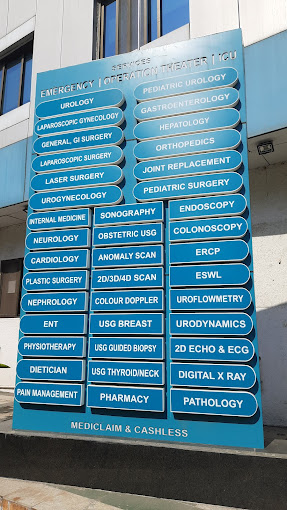 SERVICES
EMERGENCY | OPERATION THEATER | ICU
UROLOGY
LAPAROSCOPIC GYNECOLOGY
GENERAL, GI SURGERY
LAPAROSCOPIC SURGERY
LASER SURGERY
UROGYNECOLOGY
PEDIATRIC UROLOGY
GASTROENTEROLOGY
HEPATOLOGY
ORTHOPEDICS
JOINT REPLACEMENT
PEDIATRIC SURGERY
INTERNAL MEDICINE
NEUROLOGY
CARDIOLOGY
PLASTIC SURGERY
NEPHROLOGY
ENT
PHYSIOTHERAPY
DIETICIAN
PAIN MANAGEMENT
SONOGRAPHY
OBSTETRIC USG
ANOMALY SCAN
2D/3D/4D SCAN
COLOUR DOPPLER
USG BREAST
USG GUIDED BIOPSY
USG THYROID/NECK
PHARMACY
ENDOSCOPY
COLONOSCOPY
ERCP
ESWL
UROFLOWMETRY
URODYNAMICS
2D ECHO & ECG
DIGITAL X RAY
PATHOLOGY
MEDICLAIM & CASHLESS